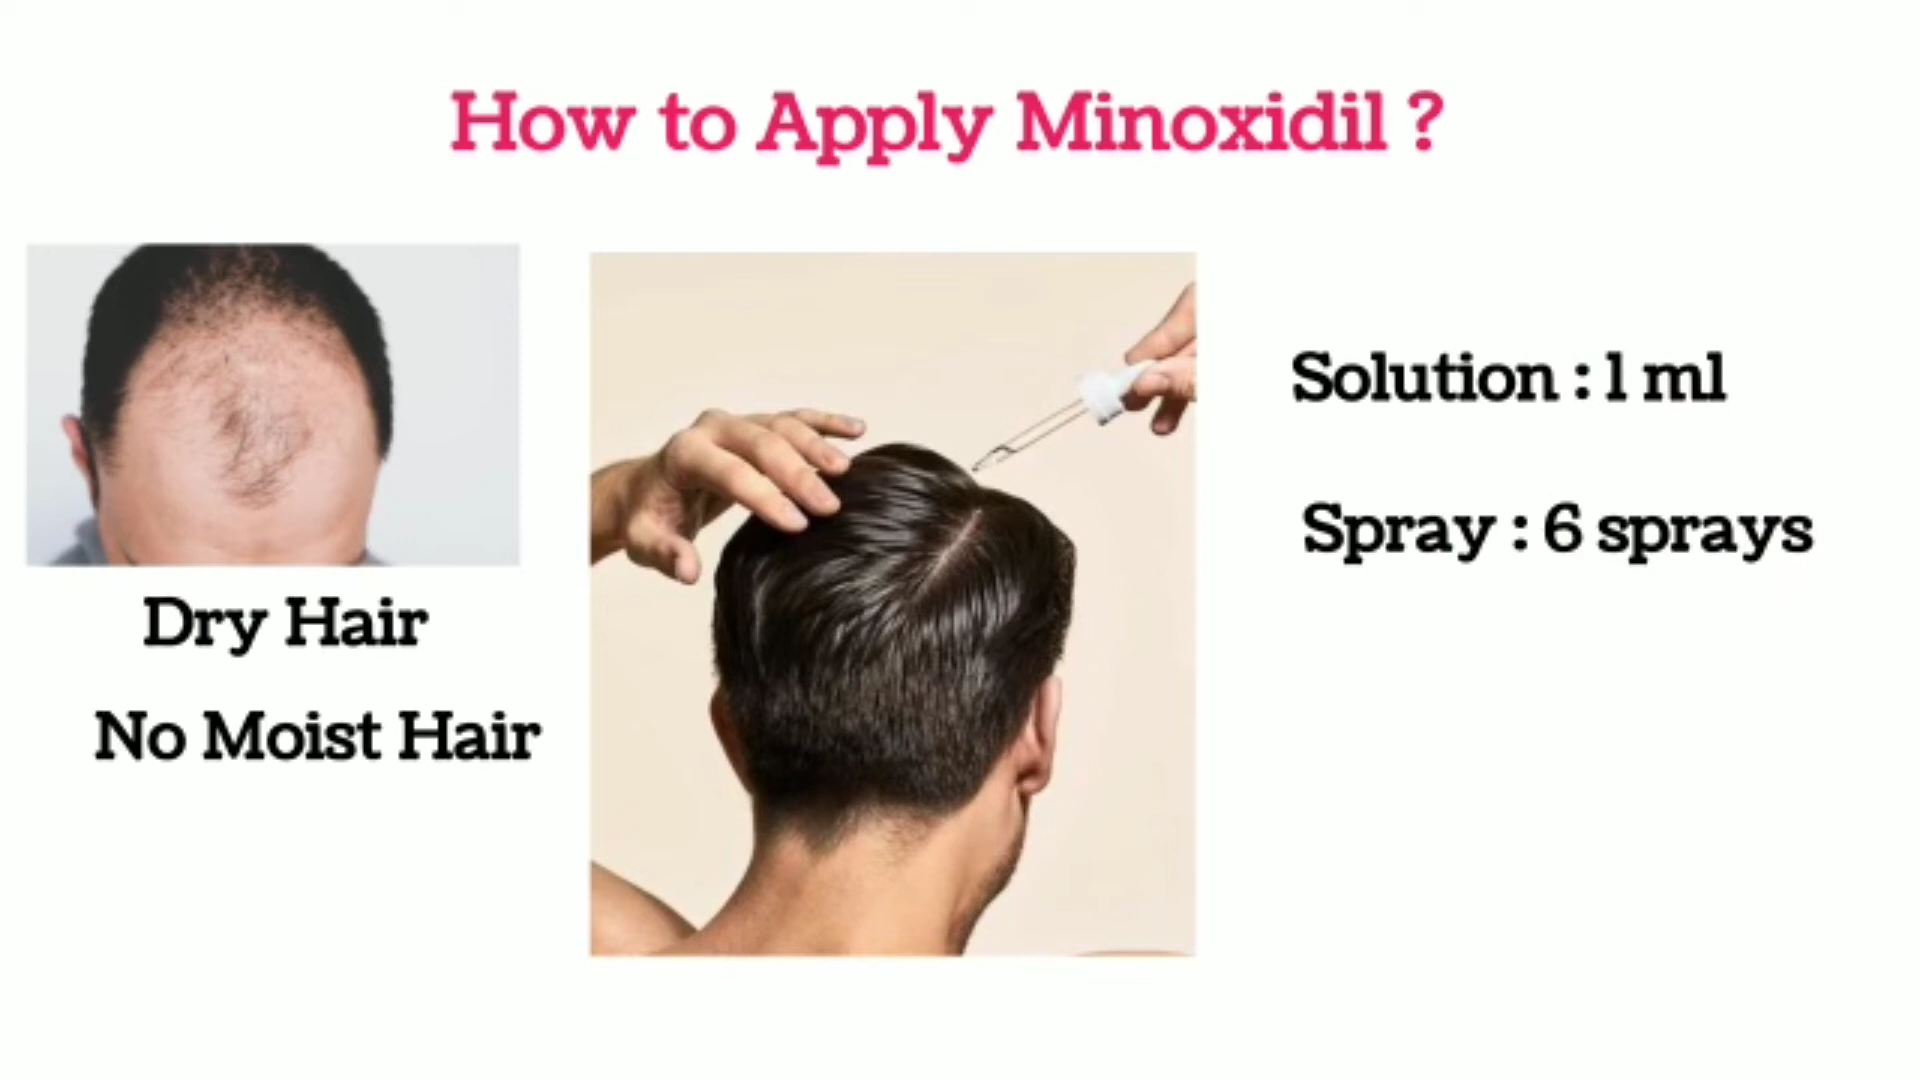 How to Apply Minoxidil ?
Dry Hair
No Moist Hair
Solution : 1 ml
Spray : 6 sprays